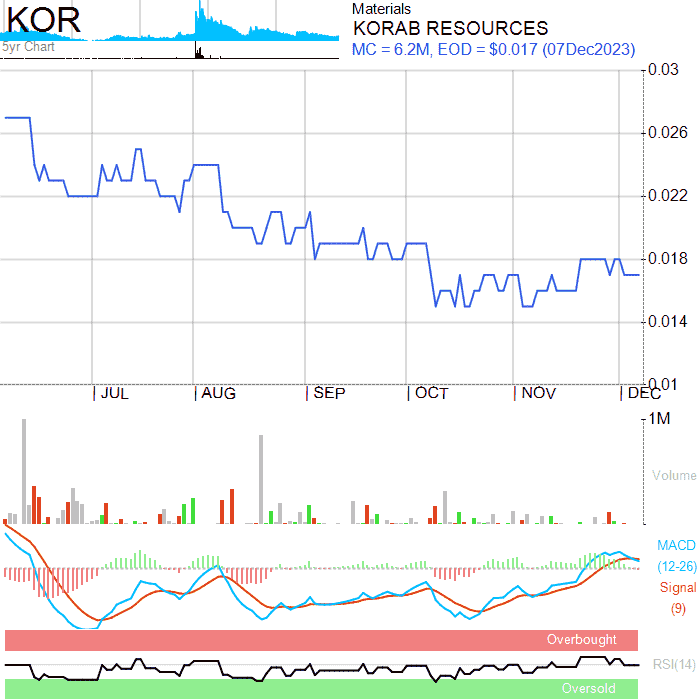 KOR
5yr Chart
Materials
KORAB RESOURCES
MC = 6.2M, EOD = $0.017 (07Dec2023)
0.03
0.026
0.022
0.018
0.014
0.01
JUL AUG SEP OCT NOV DEC
1M
Volume
MACD
(12-26)
Signal
(9)
Overbought
RSI(14)
Oversold